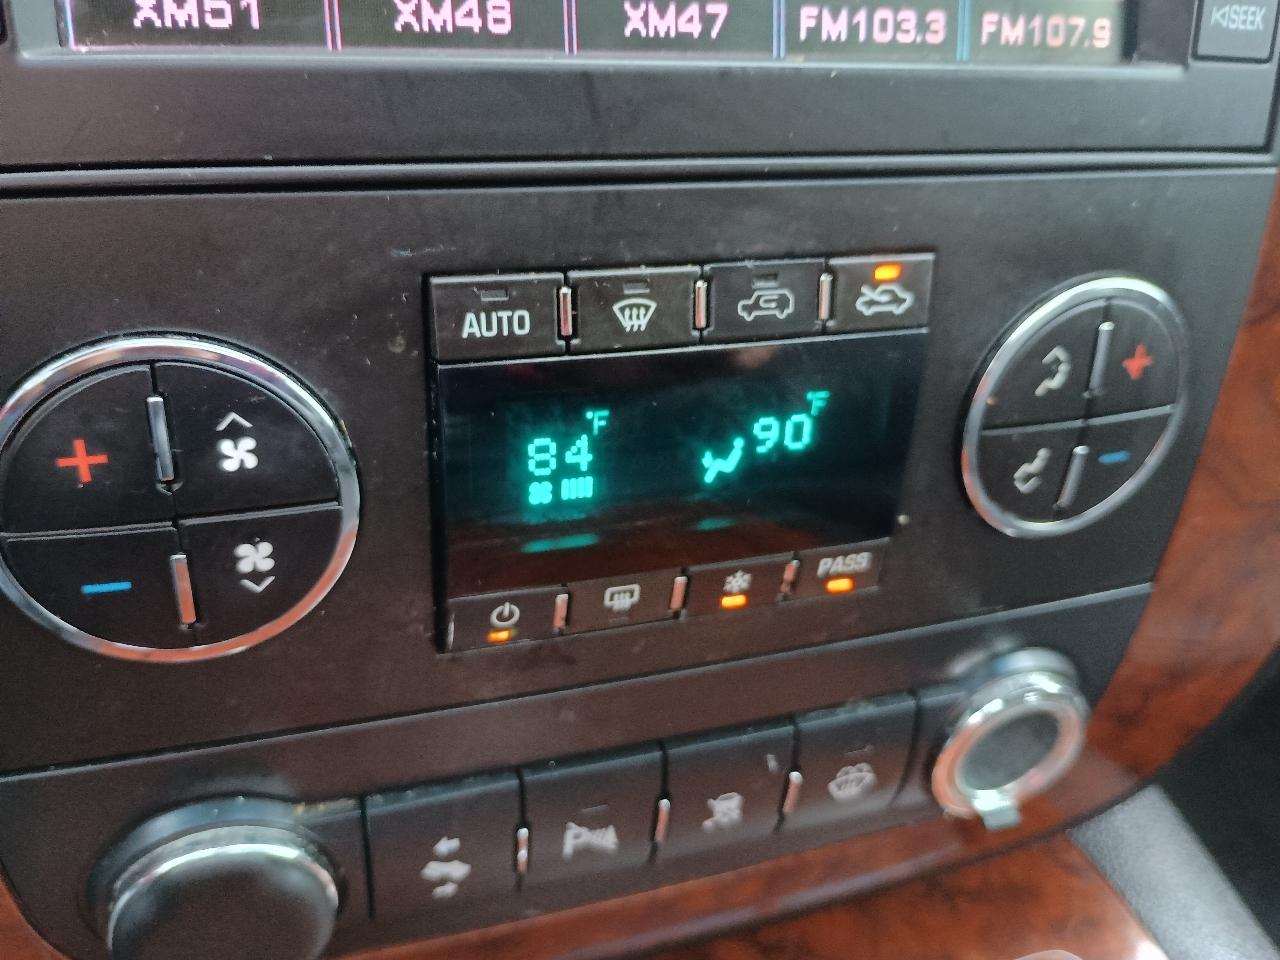 XM51 XM48 XM47 FM103.3 FM107.9 SEEK
AUTO
84 °F
90 °F
PASS